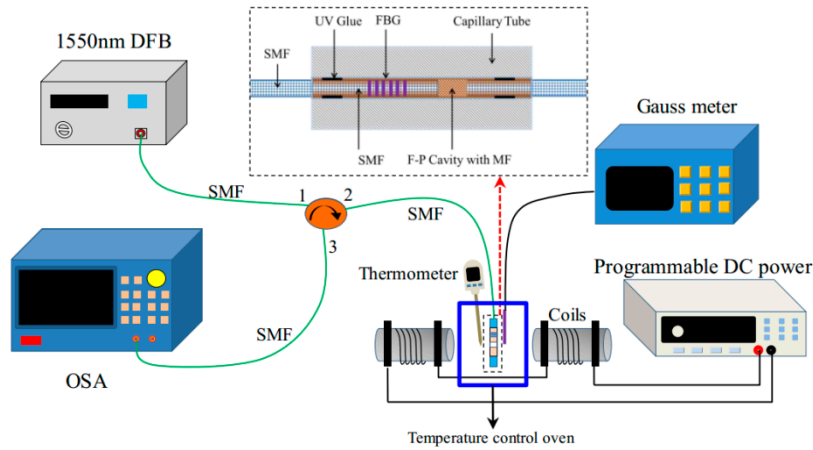 1550nm DFB
UV Glue
FBG
Capillary Tube
SMF
SMF
F-P Cavity with MF
Gauss meter
SMF
1
2
3
SMF
SMF
Thermometer
Programmable DC power
Coils
OSA
Temperature control oven